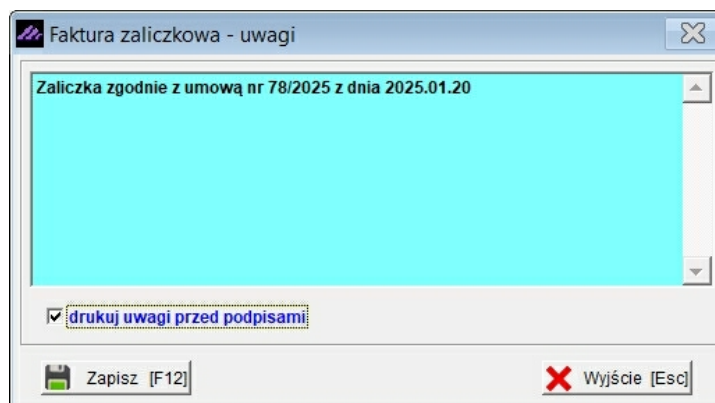 Faktura zaliczkowa - uwagi
Zaliczka zgodnie z umową nr 78/2025 z dnia 2025.01.20
drukuj uwagi przed podpisami
Zapisz [F12]
Wyjście [Esc]